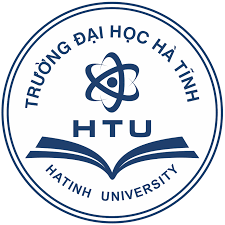 TRƯỜNG ĐẠI HỌC HÀ TĨNH
HTU
HATINH UNIVERSITY